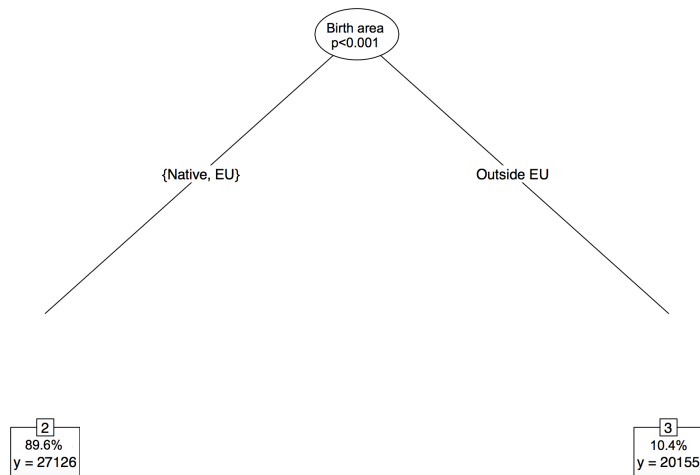 Birth area
p<0.001
{Native, EU}
Outside EU
2
89.6%
y = 27126
3
10.4%
y = 20155